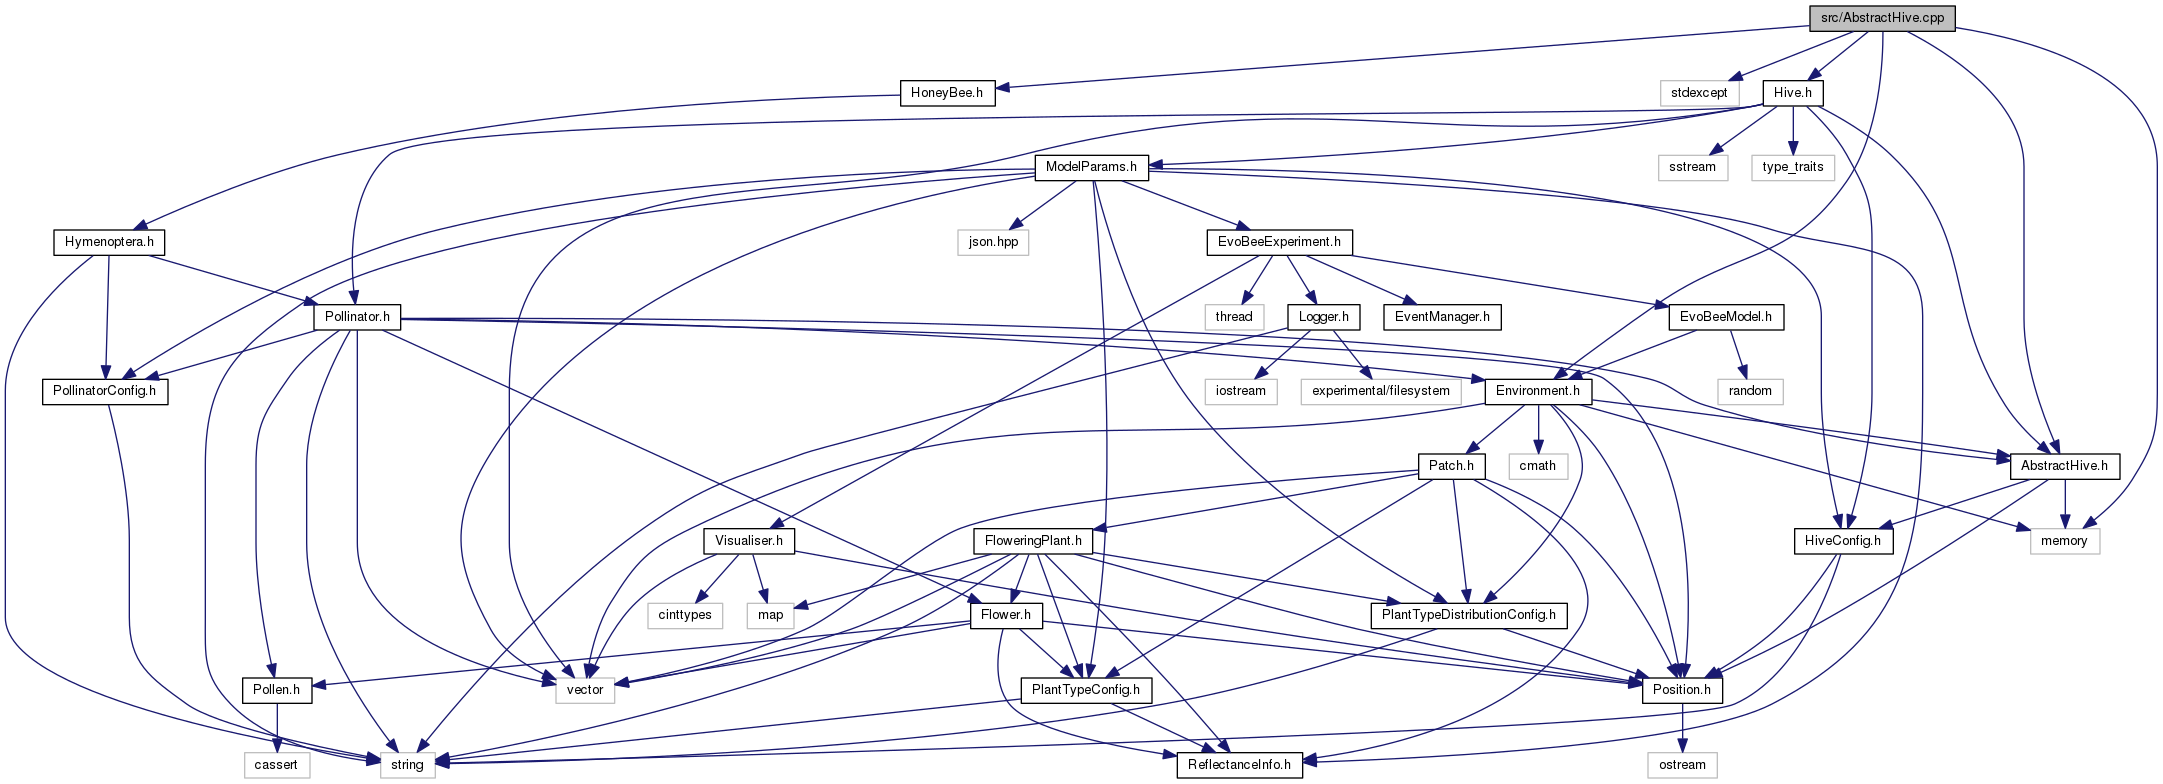 src/AbstractHive.cpp
HoneyBee.h
stdexcept
Hive.h
ModelParams.h
sstream
type_traits
Hymenoptera.h
json.hpp
EvoBeeExperiment.h
Pollinator.h
thread
Logger.h
EventManager.h
EvoBeeModel.h
PollinatorConfig.h
iostream
experimental/filesystem
Environment.h
random
Patch.h
cmath
AbstractHive.h
Visualiser.h
FloweringPlant.h
HiveConfig.h
memory
cinttypes
map
Flower.h
PlantTypeDistributionConfig.h
Pollen.h
vector
PlantTypeConfig.h
Position.h
cassert
string
ReflectanceInfo.h
ostream